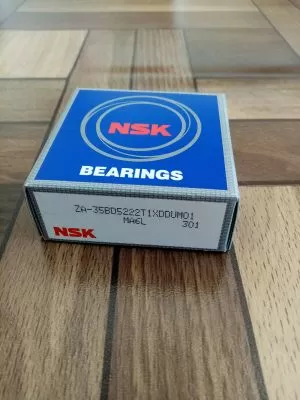 NSK
BEARINGS
ZA-35BD5222T1XDDUM01
MA6L
301
NSK